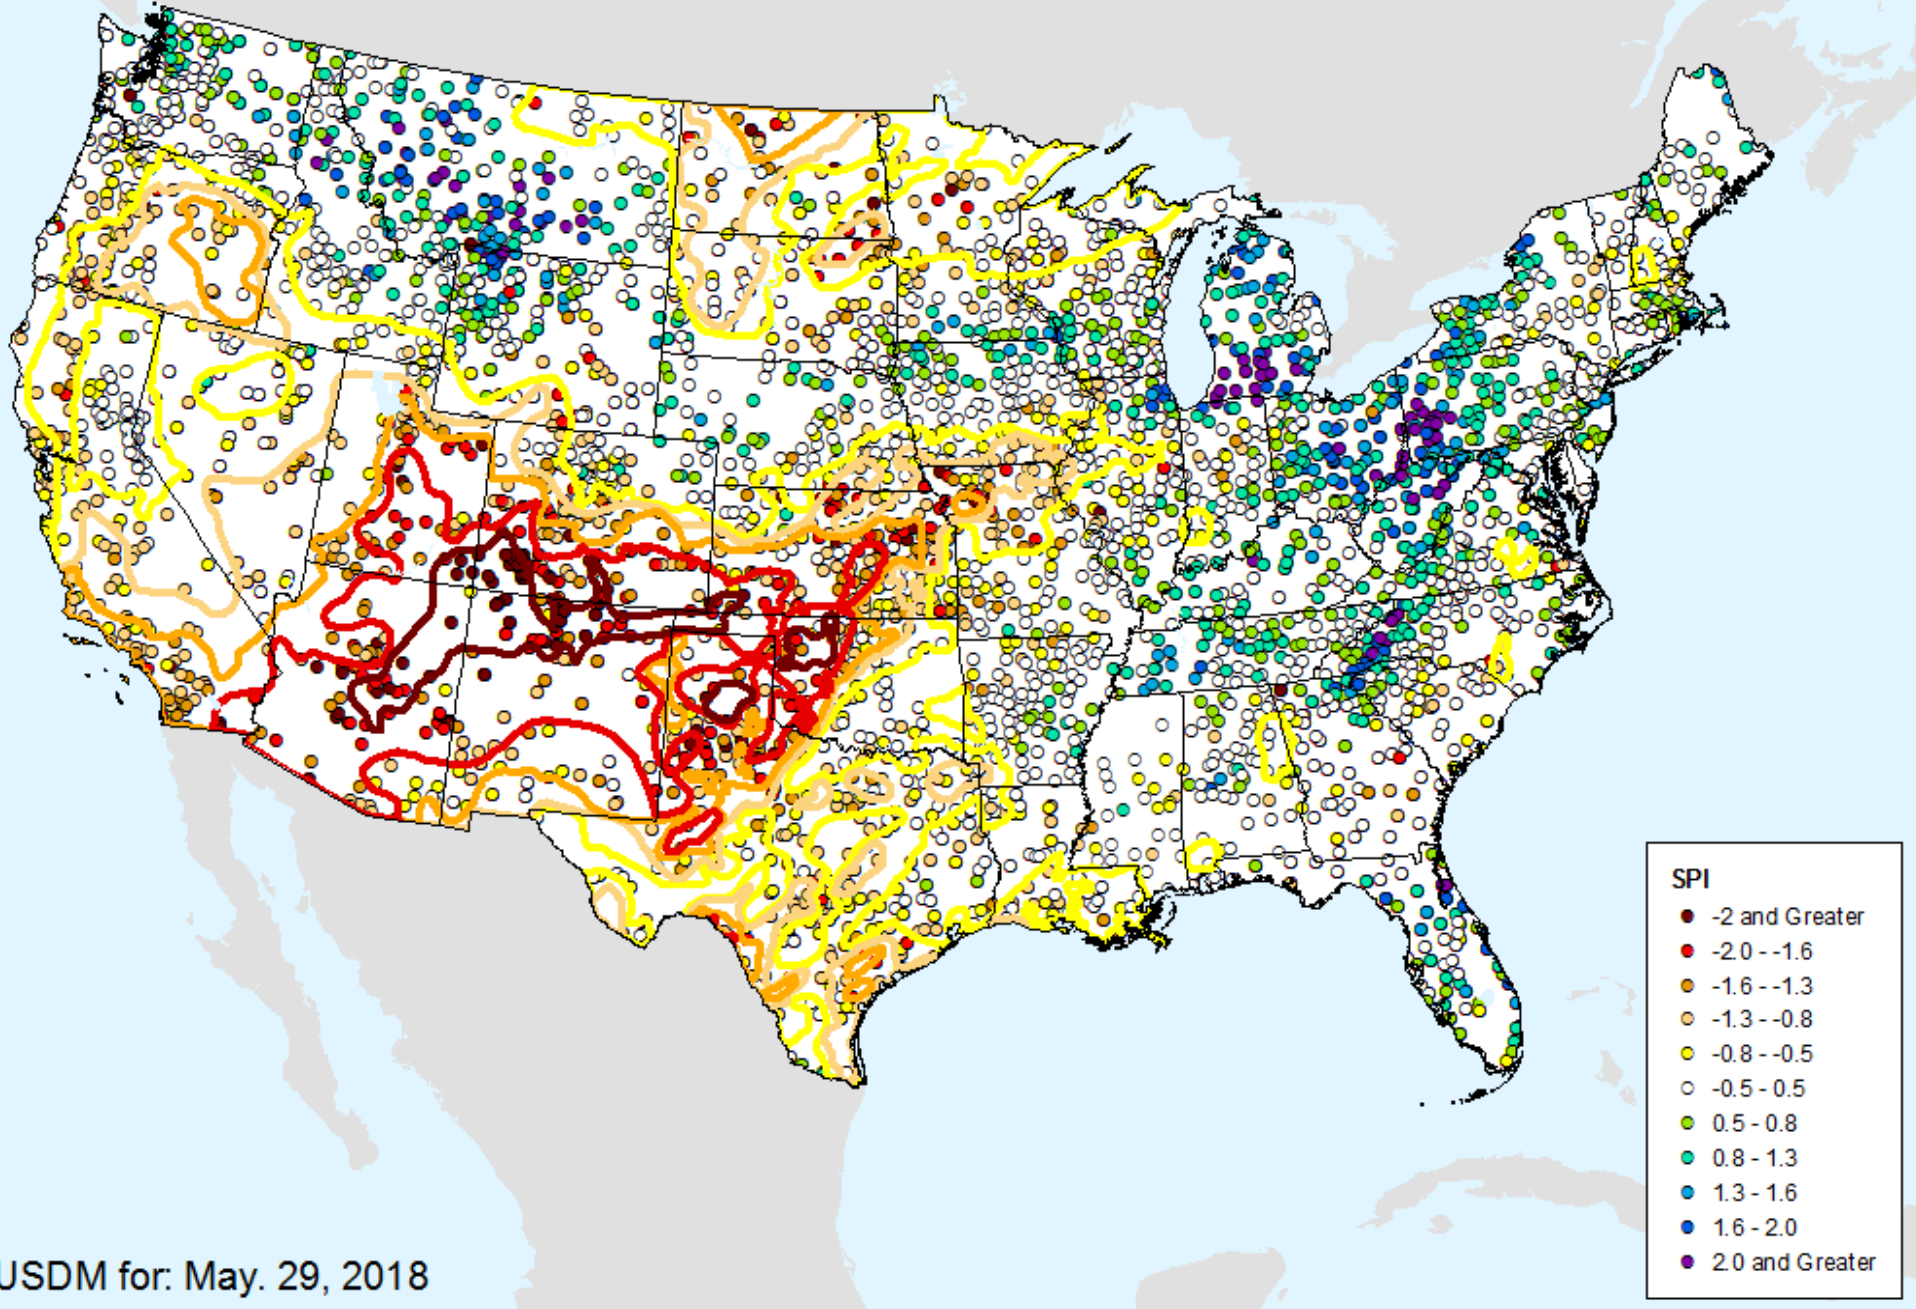 SPI
-2 and Greater
-2.0 - -1.6
-1.6 - -1.3
-1.3 - -0.8
-0.8 - -0.5
-0.5 - 0.5
0.5 - 0.8
0.8 - 1.3
1.3 - 1.6
1.6 - 2.0
2.0 and Greater
USDM for: May. 29, 2018